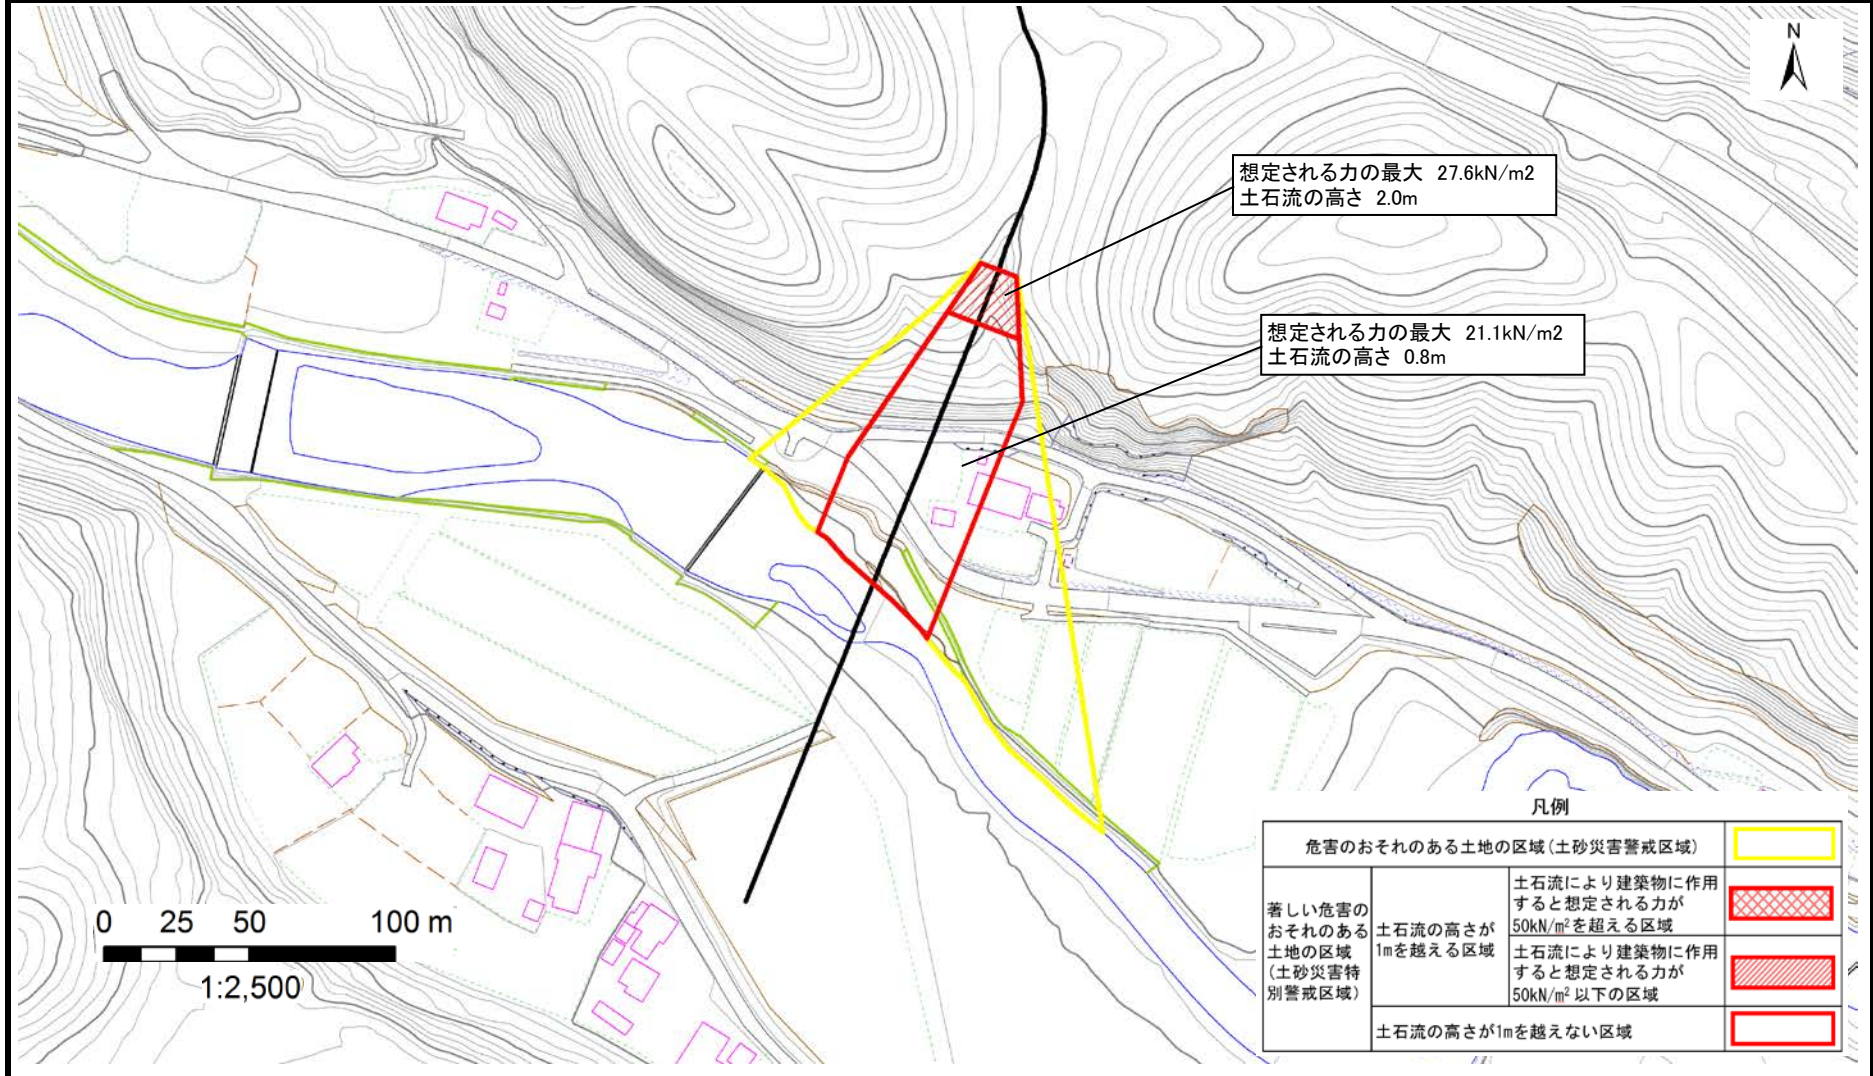 N
想定される力の最大 27.6kN/m2
土石流の高さ 2.0m
想定される力の最大 21.1kN/m2
土石流の高さ 0.8m
凡例
危害のおそれのある土地の区域(土砂災害警戒区域)
著しい危害の
おそれのある
土地の区域
(土砂災害特
別警戒区域)
土石流の高さが
1mを越える区域
土石流により建築物に作用
すると想定される力が
50kN/m²を超える区域
土石流により建築物に作用
すると想定される力が
50kN/m² 以下の区域
土石流の高さが1mを越えない区域
0 25 50 100 m
1:2,500